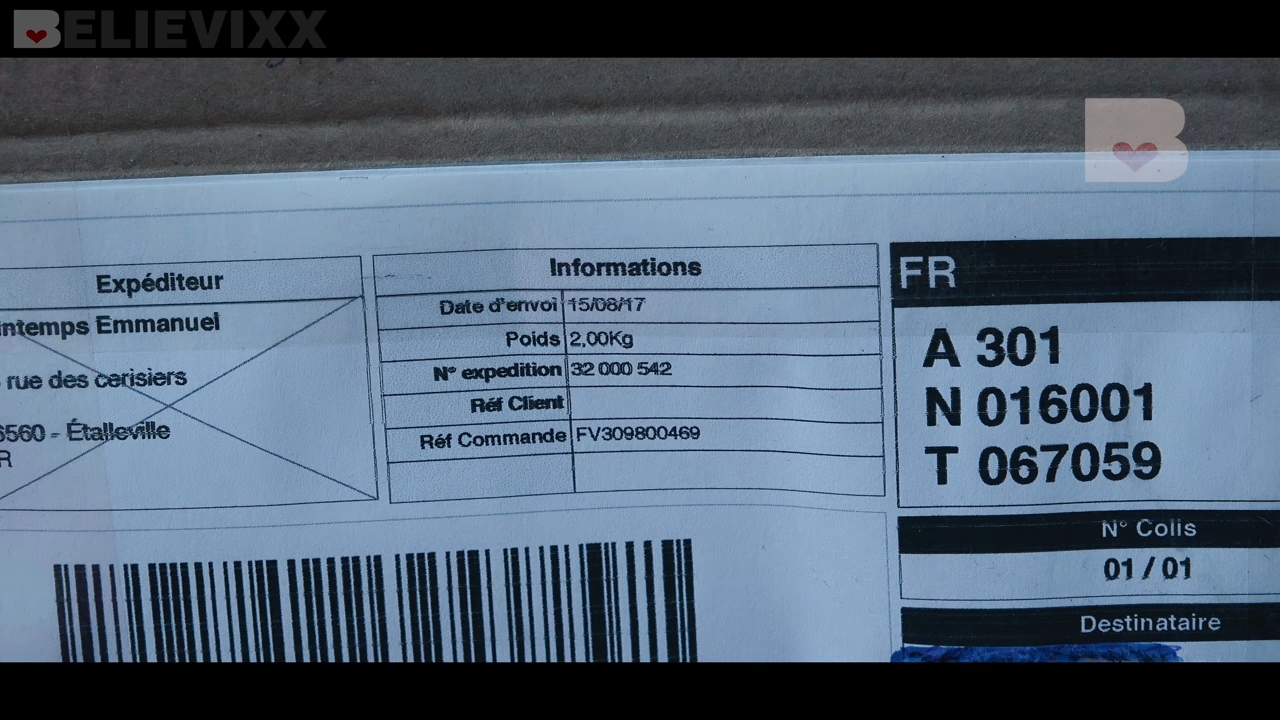 BELIEVIXX
B
Expéditeur
intemps Emmanuel
rue des cerisiers
6560 - Étalleville
R
Informations
Date d'envoi 15/08/17
Poids 2,00Kg
N° expedition 32 000 542
Réf Client
Réf Commande FV309800469
FR
A 301
N 016001
T 067059
N° Colis
01 / 01
Destinataire